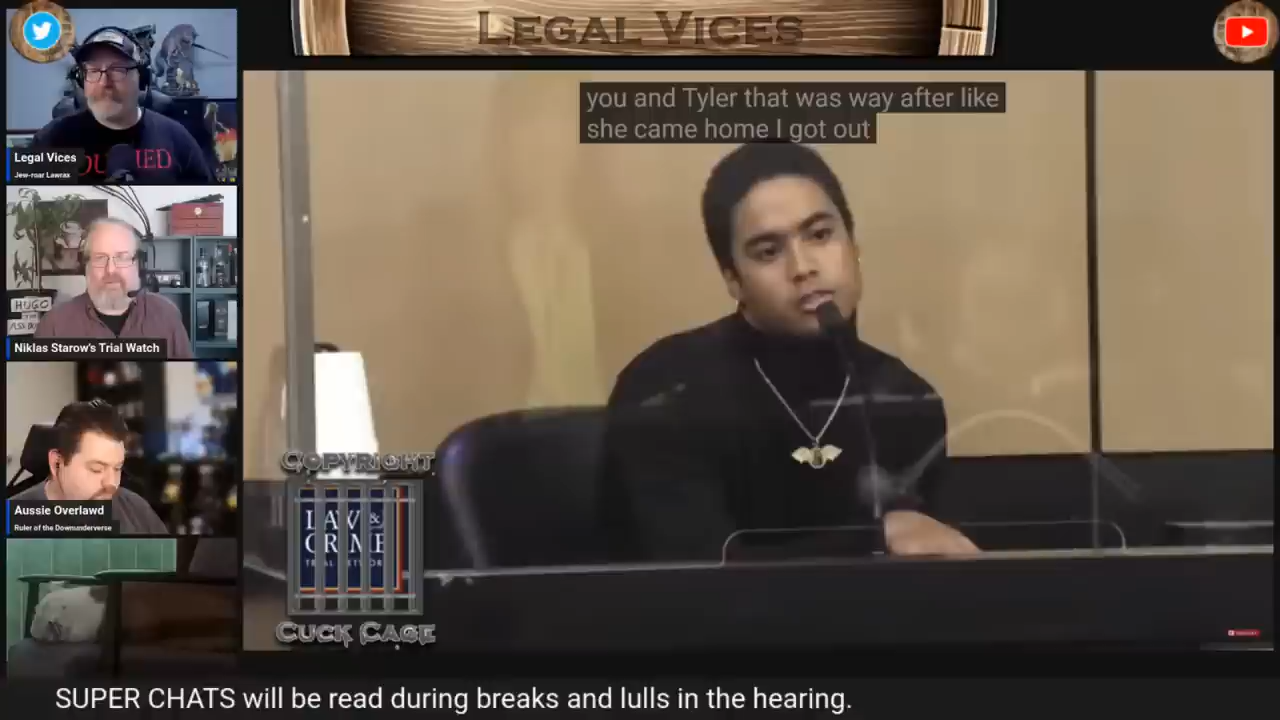 LEGAL VICES
you and Tyler that was way after like
she came home I got out
Legal Vices
Jew-roar Lawrax
HUGO
Niklas Starow's Trial Watch
Aussie Overlawd
Ruler of the Downunderverse
COPYRIGHT
LAW &
CRIME
CUCK CAGE
SUPER CHATS will be read during breaks and lulls in the hearing.